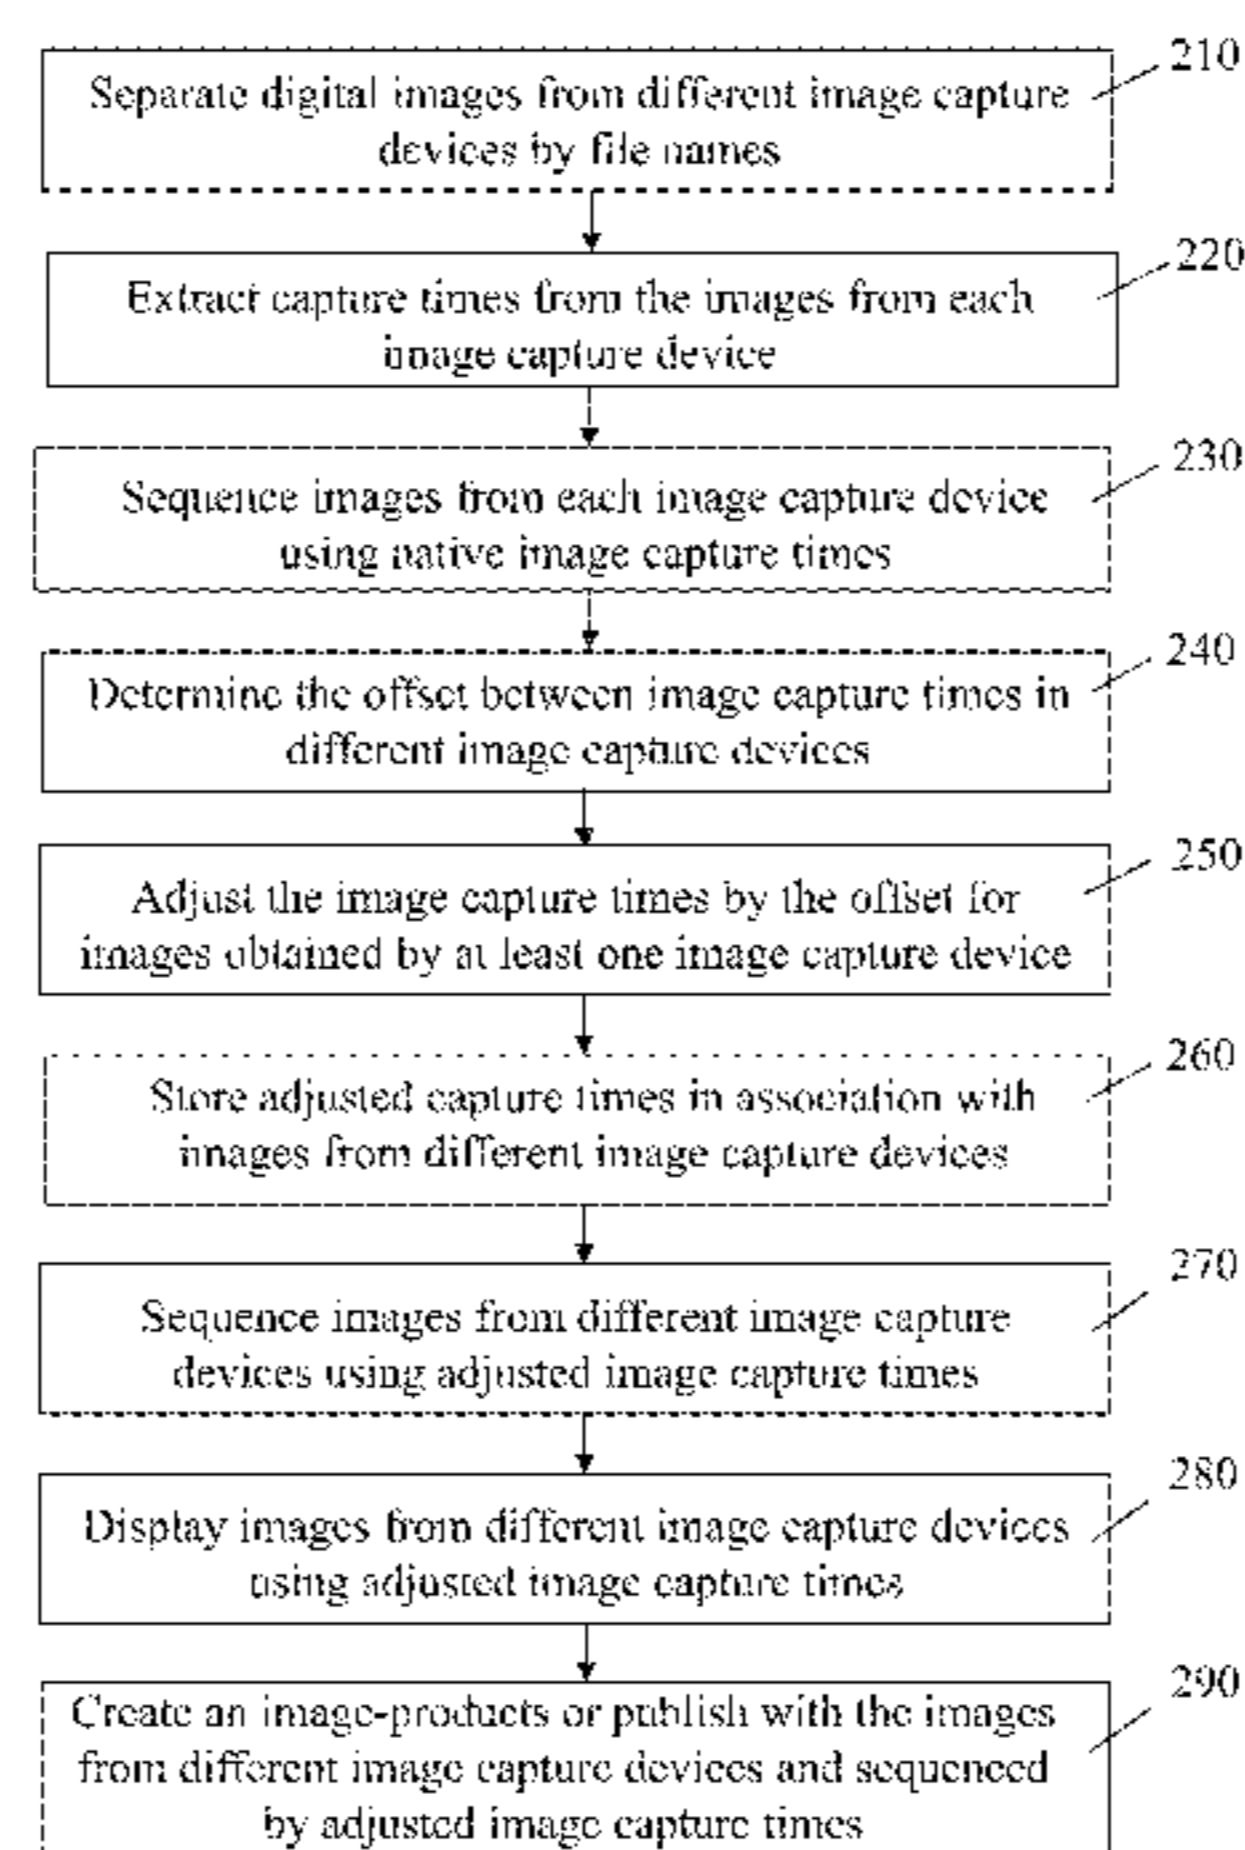 210
Separate digital images from different image capture
devices by file names
220
Extract capture times from the images from each
image capture device
230
Sequence images from each image capture device
using native image capture times
240
Determine the offset between image capture times in
different image capture devices
250
Adjust the image capture times by the offset for
images obtained by at least one image capture device
260
Store adjusted capture times in association with
images from different image capture devices
270
Sequence images from different image capture
devices using adjusted image capture times
280
Display images from different image capture devices
using adjusted image capture times
290
Create an image-products or publish with the images
from different image capture devices and sequenced
by adjusted image capture times